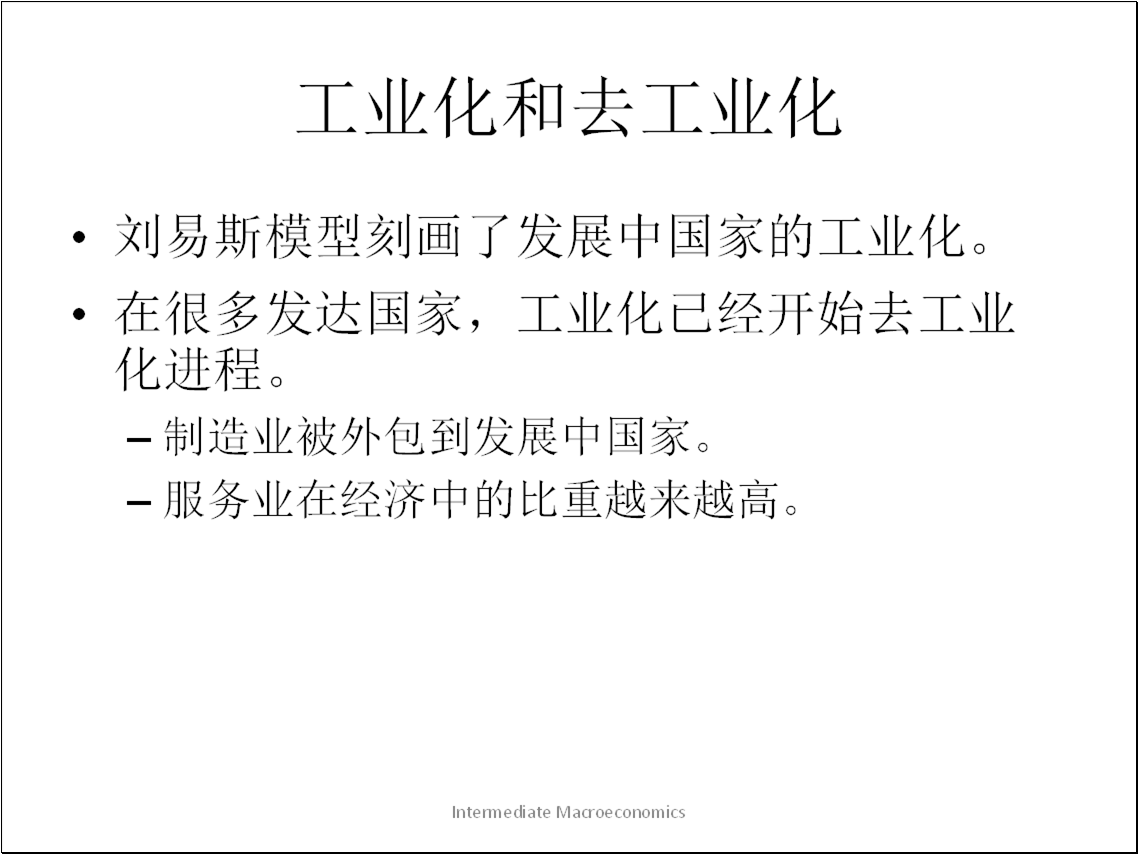 工业化和去工业化
• 刘易斯模型刻画了发展中国家的工业化。
• 在很多发达国家，工业化已经开始去工业
化进程。
– 制造业被外包到发展中国家。
– 服务业在经济中的比重越来越高。
Intermediate Macroeconomics